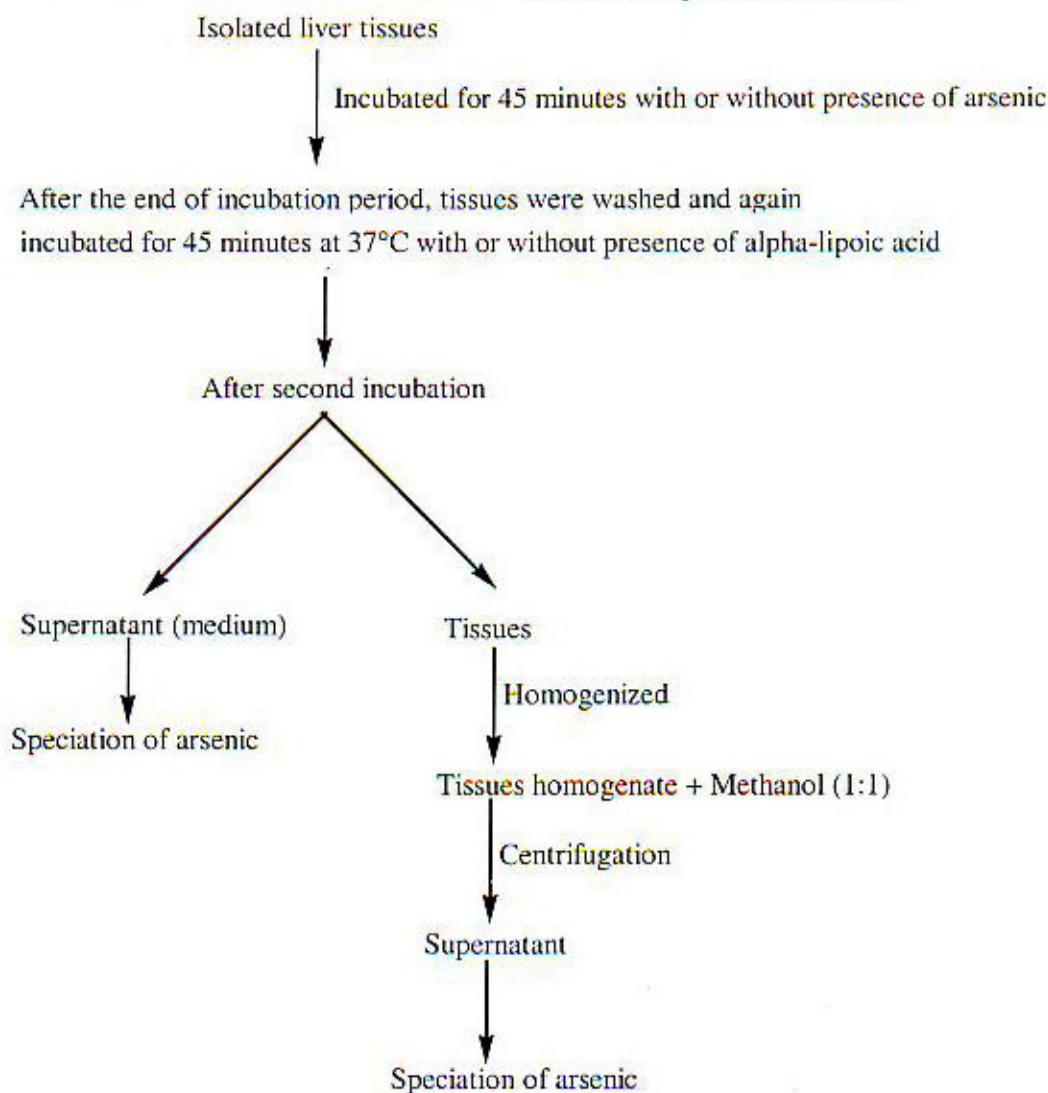 Isolated liver tissues
Incubated for 45 minutes with or without presence of arsenic
After the end of incubation period, tissues were washed and again
incubated for 45 minutes at 37°C with or without presence of alpha-lipoic acid
After second incubation
Supernatant (medium)
Tissues
Homogenized
Speciation of arsenic
Tissues homogenate + Methanol (1:1)
Centrifugation
Supernatant
Speciation of arsenic